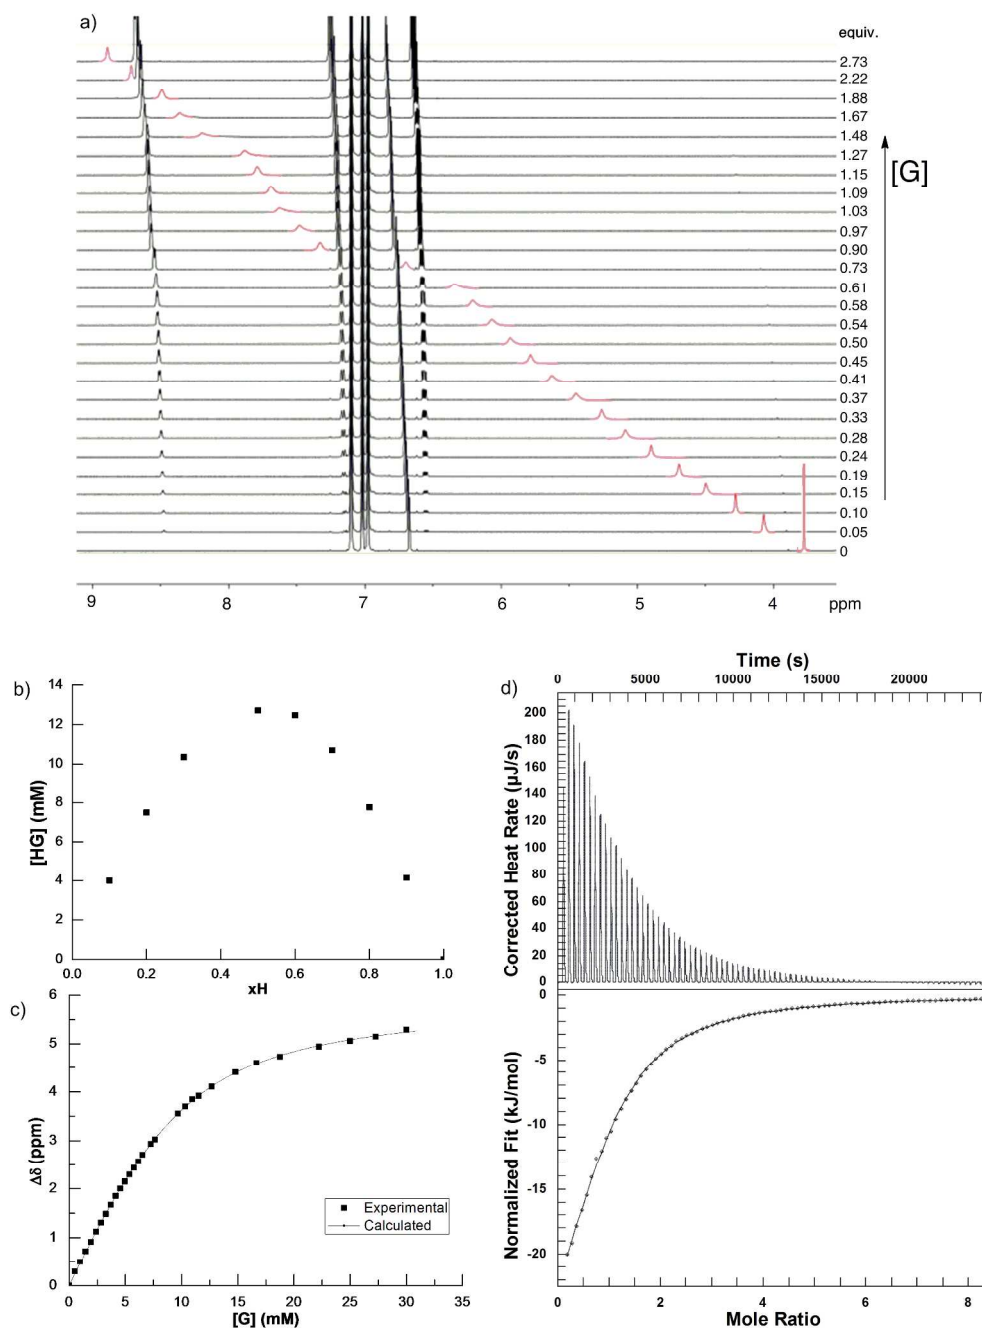 a)
equiv.
2.73
2.22
1.88
1.67
1.48
1.27
1.15
1.09
1.03
0.97
0.90
0.73
0.61
0.58
0.54
0.50
0.45
0.41
0.37
0.33
0.28
0.24
0.19
0.15
0.10
0.05
0
[G]
9 8 7 6 5 4 ppm
b)
14
12
10
8
6
4
2
0
[HG] (mM)
0.0 0.2 0.4 0.6 0.8 1.0
xH
c)
6
5
4
3
2
1
0
Δδ (ppm)
Experimental
Calculated
0 5 10 15 20 25 30 35
[G] (mM)
d)
Time (s)
0 5000 10000 15000 20000
200
180
160
140
120
100
80
60
40
20
0
Corrected Heat Rate (μJ/s)
0
-5
-10
-15
-20
Normalized Fit (kJ/mol)
0 2 4 6 8
Mole Ratio